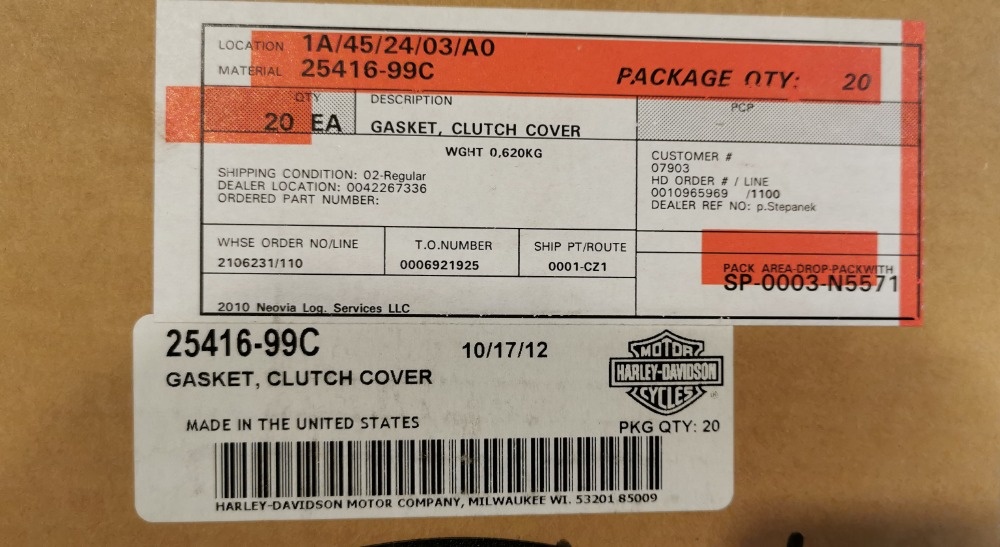 LOCATION 1A/45/24/03/A0
MATERIAL 25416-99C PACKAGE QTY: 20
QTY DESCRIPTION PCP
20 EA GASKET, CLUTCH COVER
WGHT 0,620KG
SHIPPING CONDITION: 02-Regular
DEALER LOCATION: 0042267336
ORDERED PART NUMBER:
CUSTOMER #
07903
HD ORDER # / LINE
0010965969 /1100
DEALER REF NO: p.Stepanek
WHSE ORDER NO/LINE T.O.NUMBER SHIP PT/ROUTE
2106231/110 0006921925 0001-CZ1
PACK AREA-DROP-PACKWITH
SP-0003-N5571
2010 Neovia Log. Services LLC
25416-99C 10/17/12
GASKET, CLUTCH COVER
MOTOR
HARLEY-DAVIDSON
CYCLES
®
MADE IN THE UNITED STATES PKG QTY: 20
HARLEY-DAVIDSON MOTOR COMPANY, MILWAUKEE WI. 53201 85009